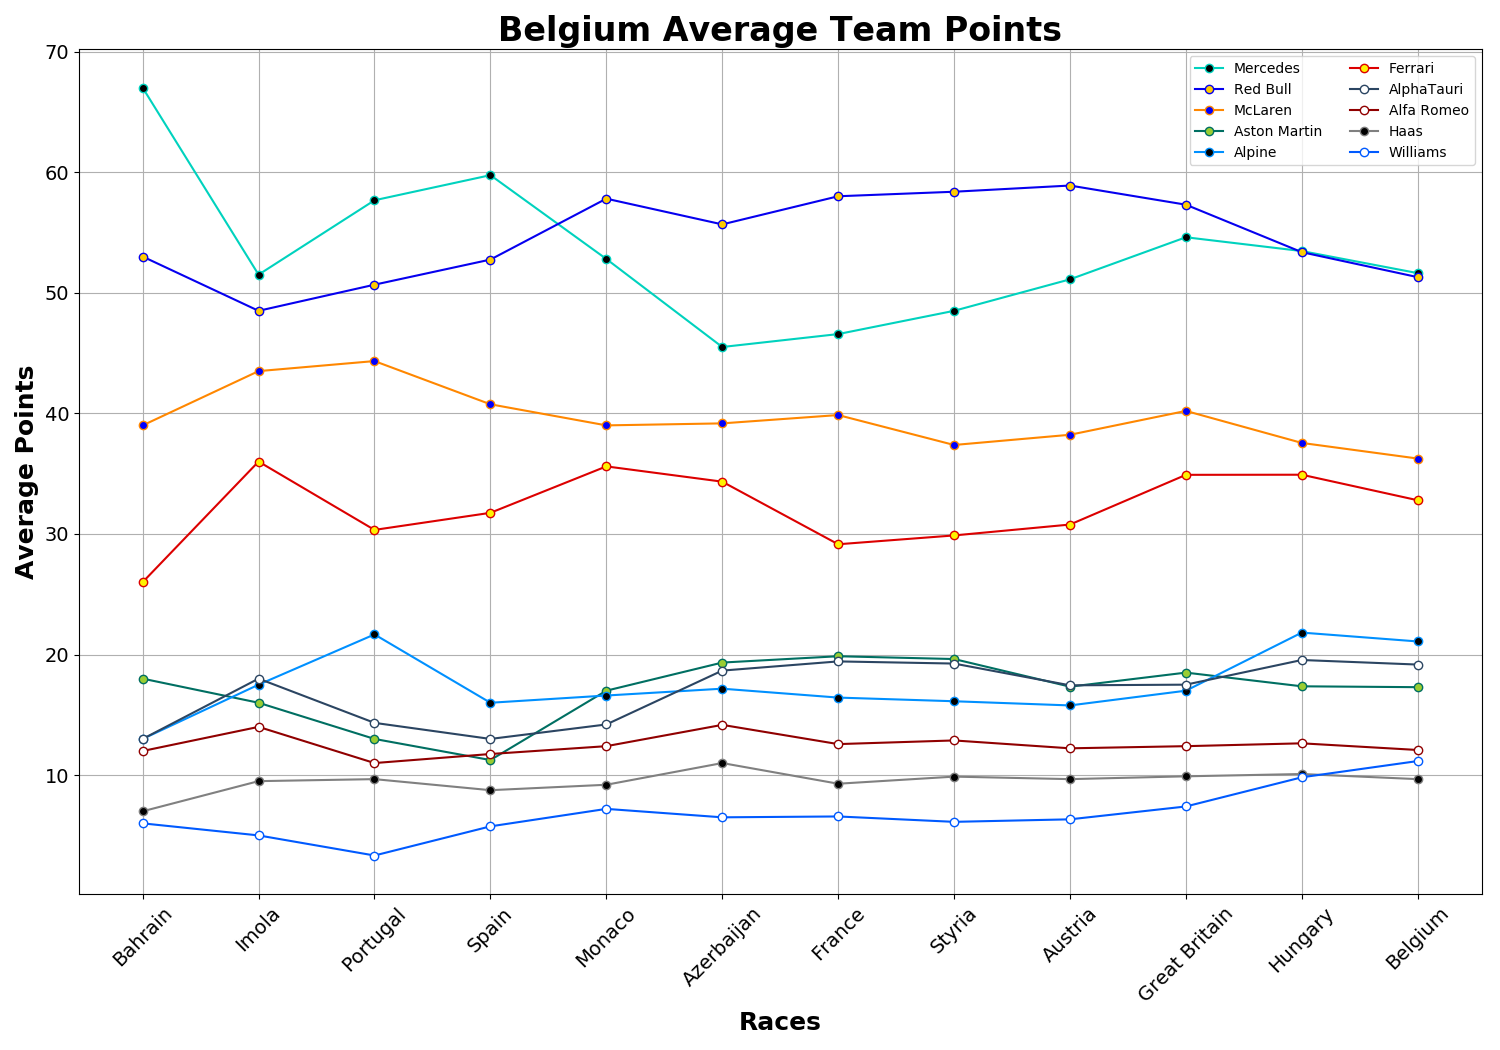 Belgium Average Team Points
70
60
50
40
30
20
10
Average Points
Mercedes
Red Bull
McLaren
Aston Martin
Alpine
Ferrari
AlphaTauri
Alfa Romeo
Haas
Williams
Bahrain
Imola
Portugal
Spain
Monaco
Azerbaijan
France
Styria
Austria
Great Britain
Hungary
Belgium
Races